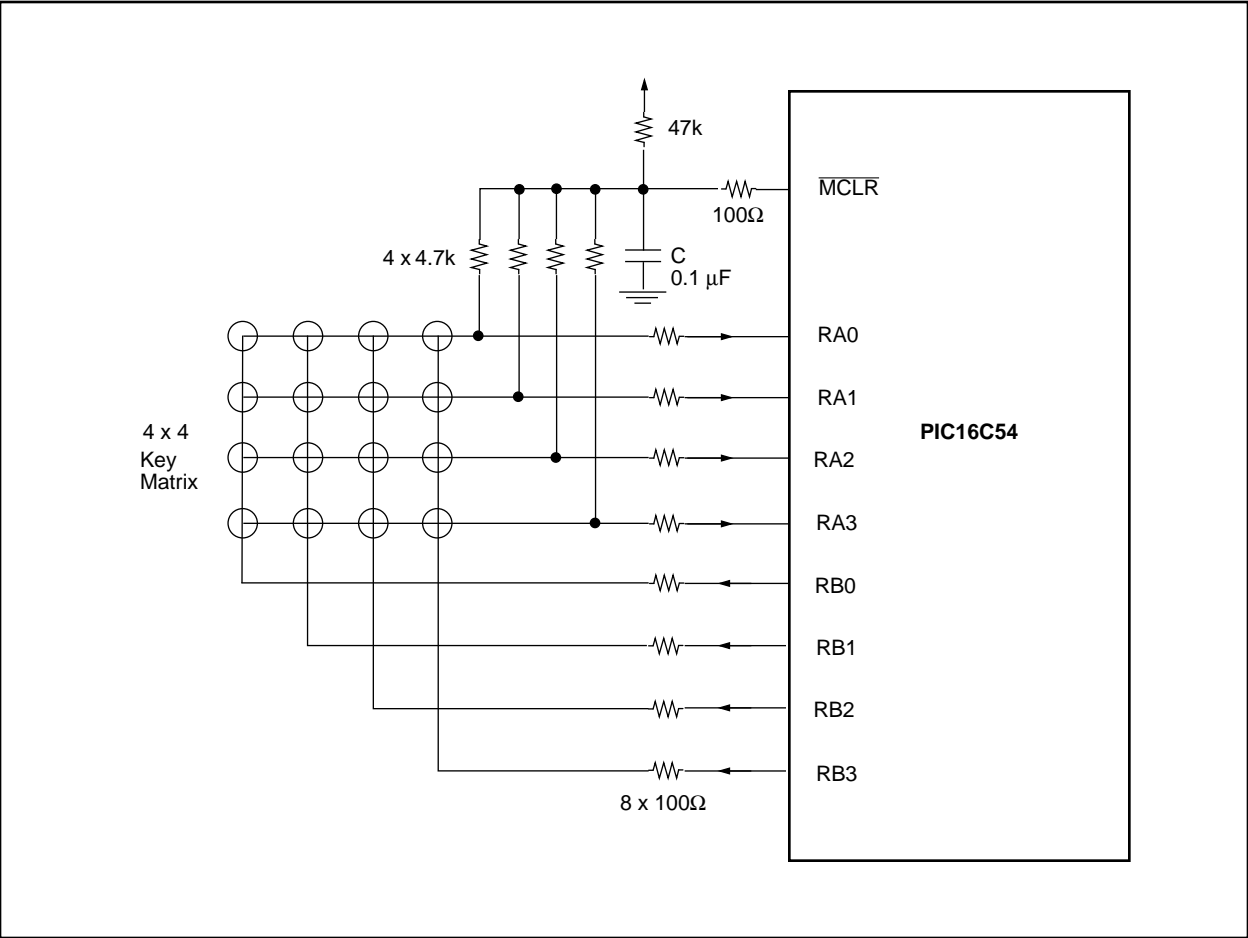 47k
MCLR
100Ω
4 x 4.7k
C
0.1 μF
RA0
RA1
4 x 4
Key
Matrix
PIC16C54
RA2
RA3
RB0
RB1
RB2
RB3
8 x 100Ω